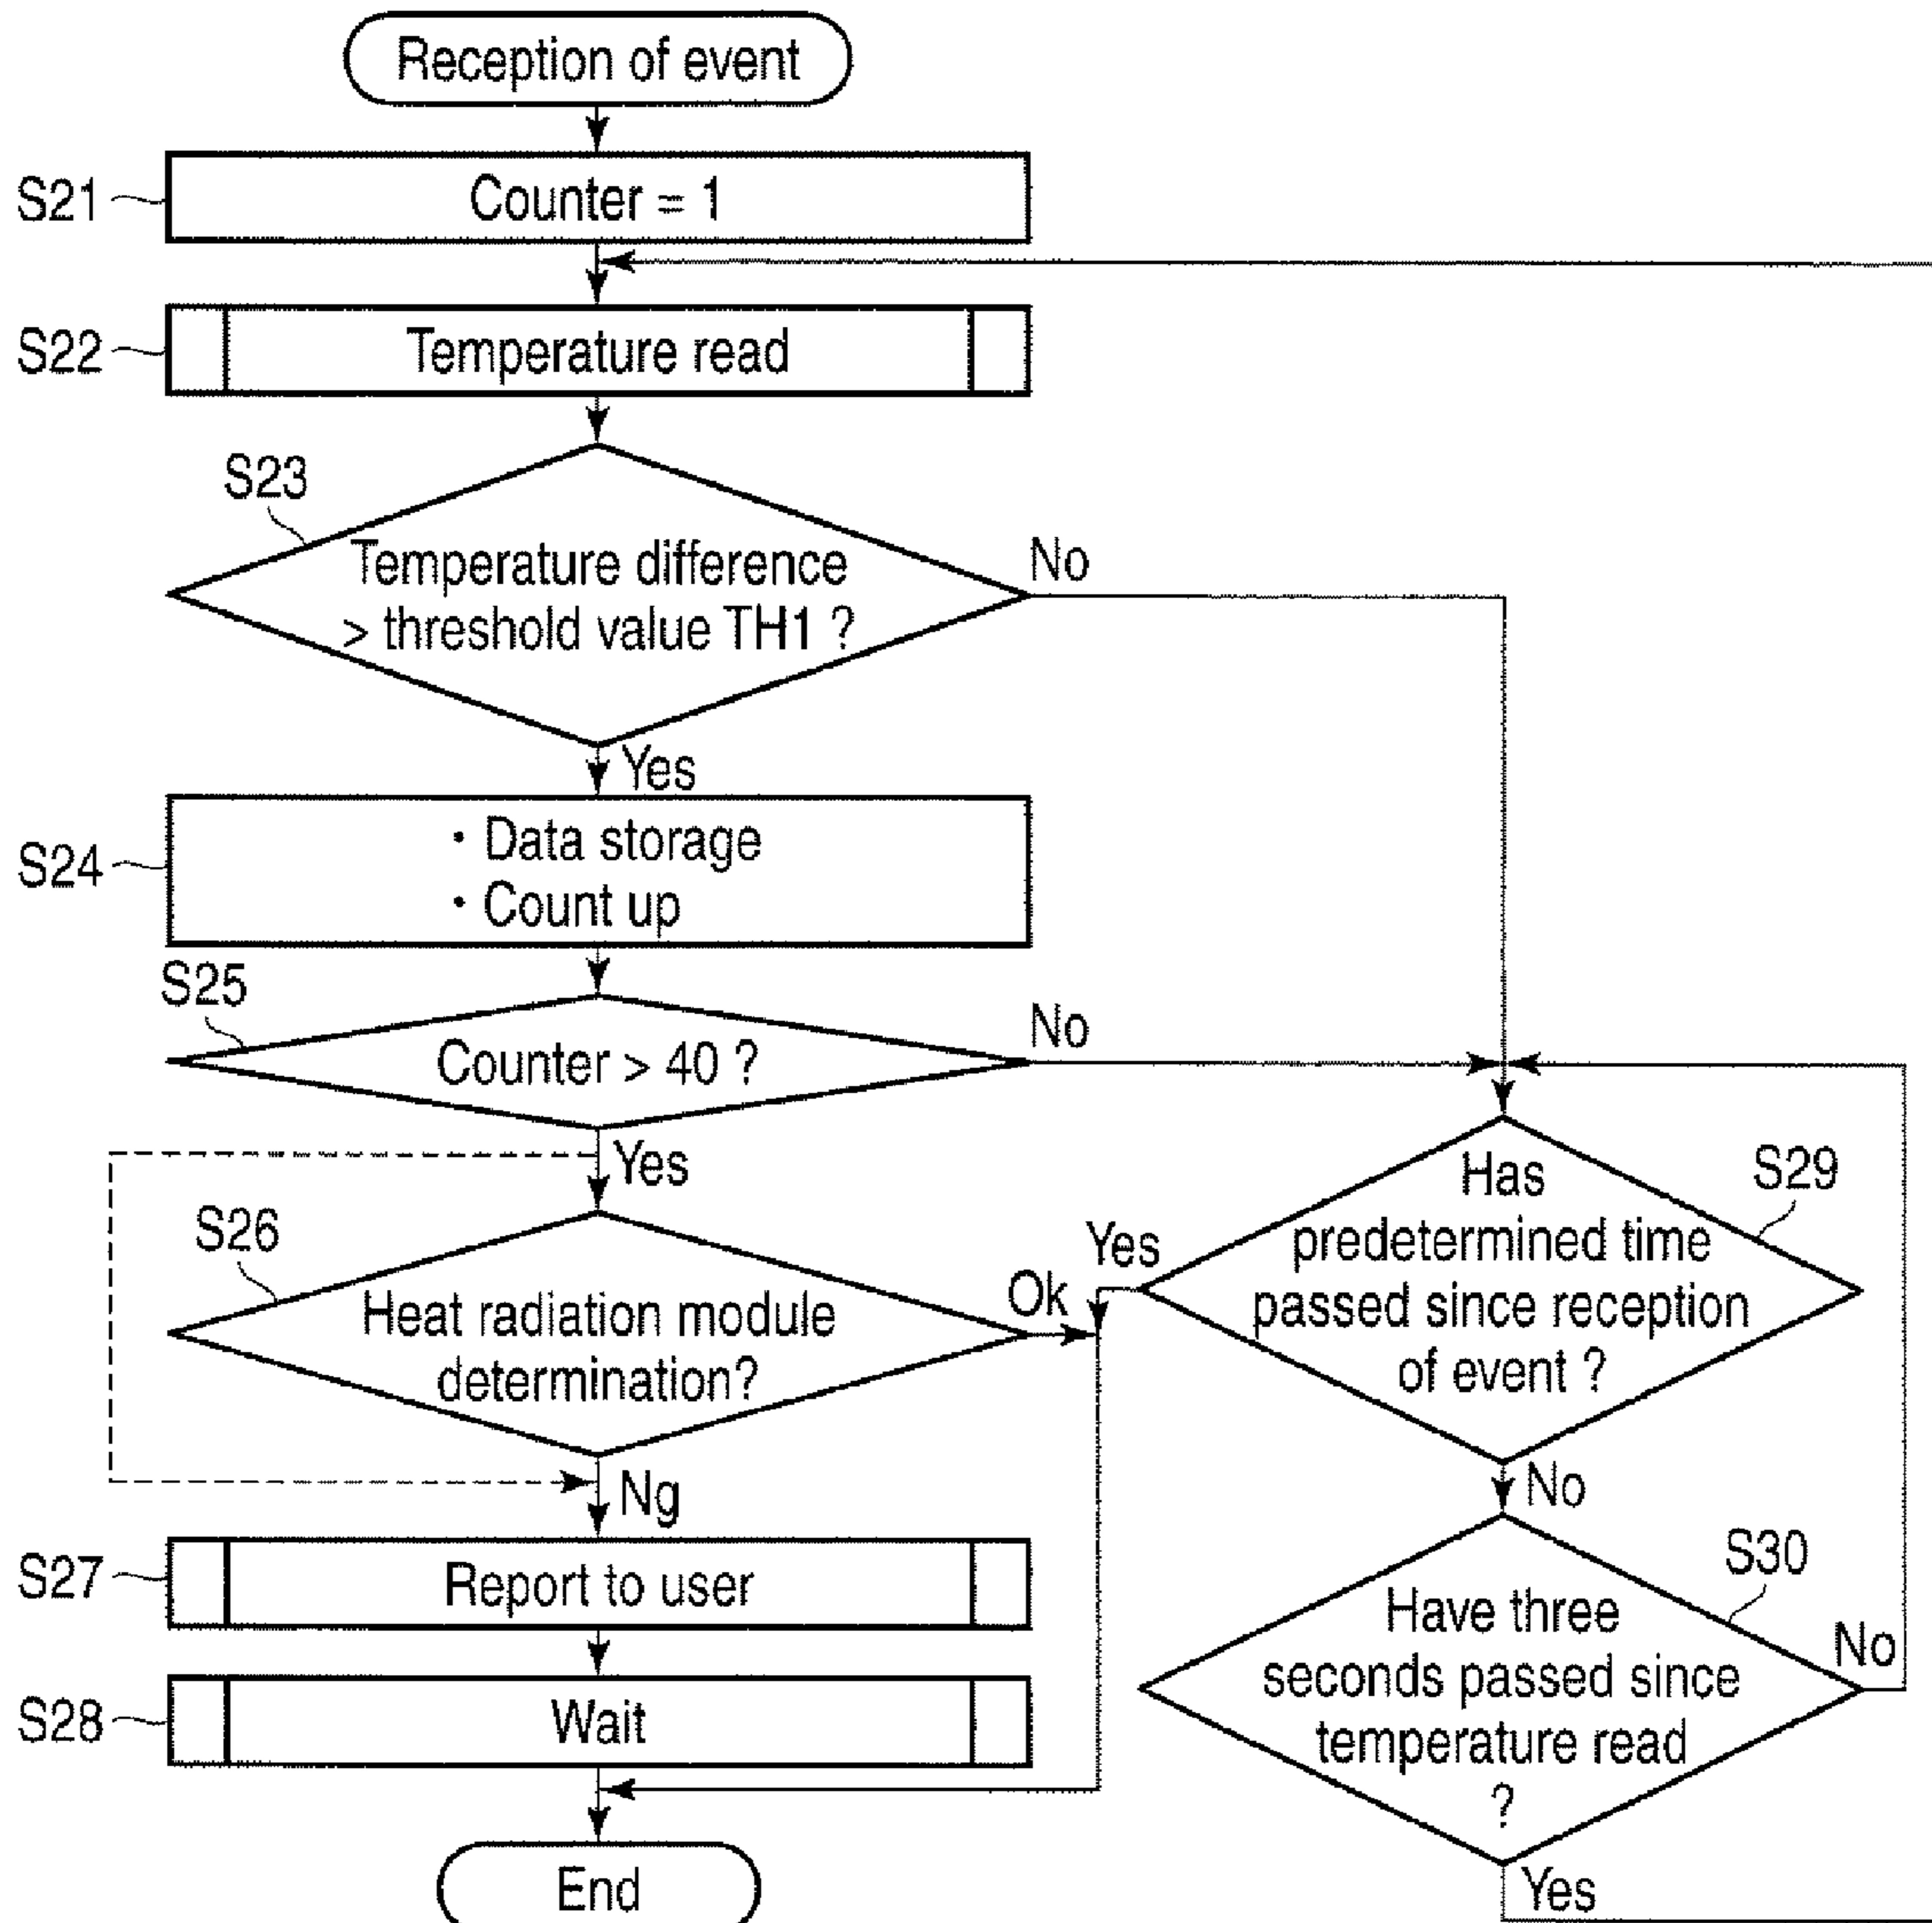 Reception of event
S21
Counter = 1
S22
Temperature read
S23
Temperature difference
> threshold value TH1 ?
No
Yes
S24
・Data storage
・Count up
S25
Counter > 40 ?
No
Yes
S26
Heat radiation module
determination?
Ok
Ng
S27
Report to user
S28
Wait
End
S29
Has
predetermined time
passed since reception
of event ?
Yes
No
S30
Have three
seconds passed since
temperature read
?
No
Yes